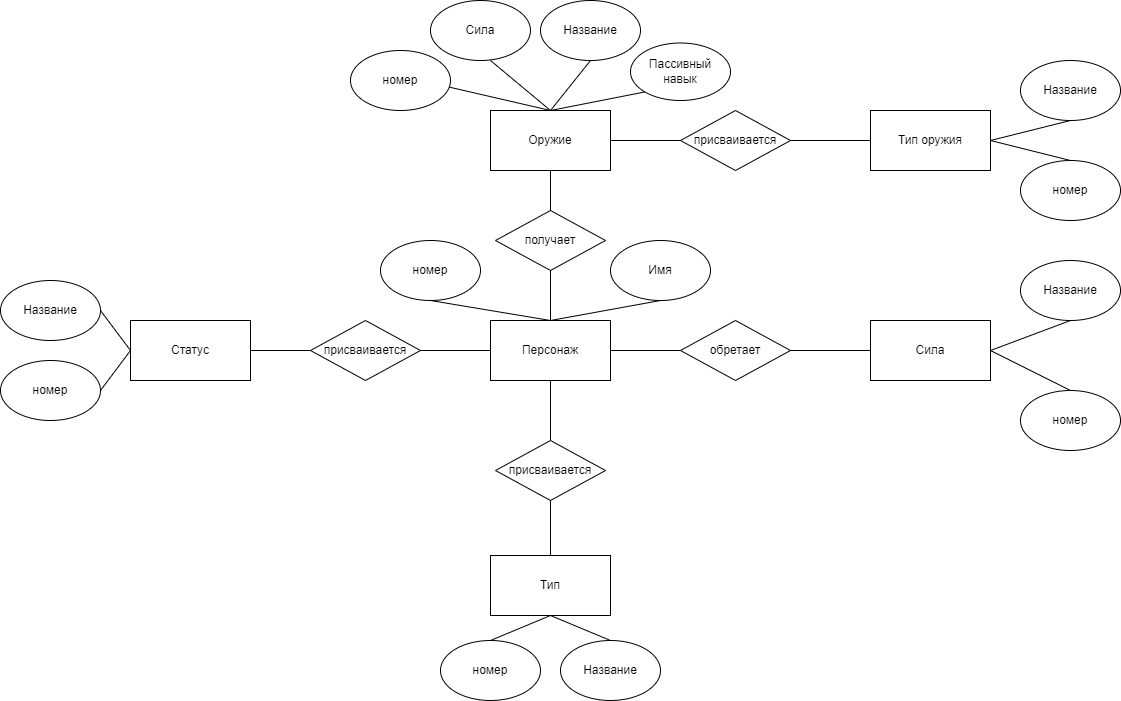 Сила
Название
номер
Пассивный
навык
Название
Оружие
присваивается
Тип оружия
номер
получает
номер
Имя
Название
Название
Статус
присваивается
Персонаж
обретает
Сила
номер
номер
присваивается
Тип
номер
Название